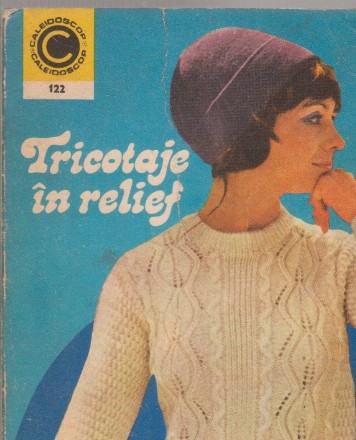 CALEIDOSCOP
CALEIDOSCOP
C
122
Tricotaje
în relief